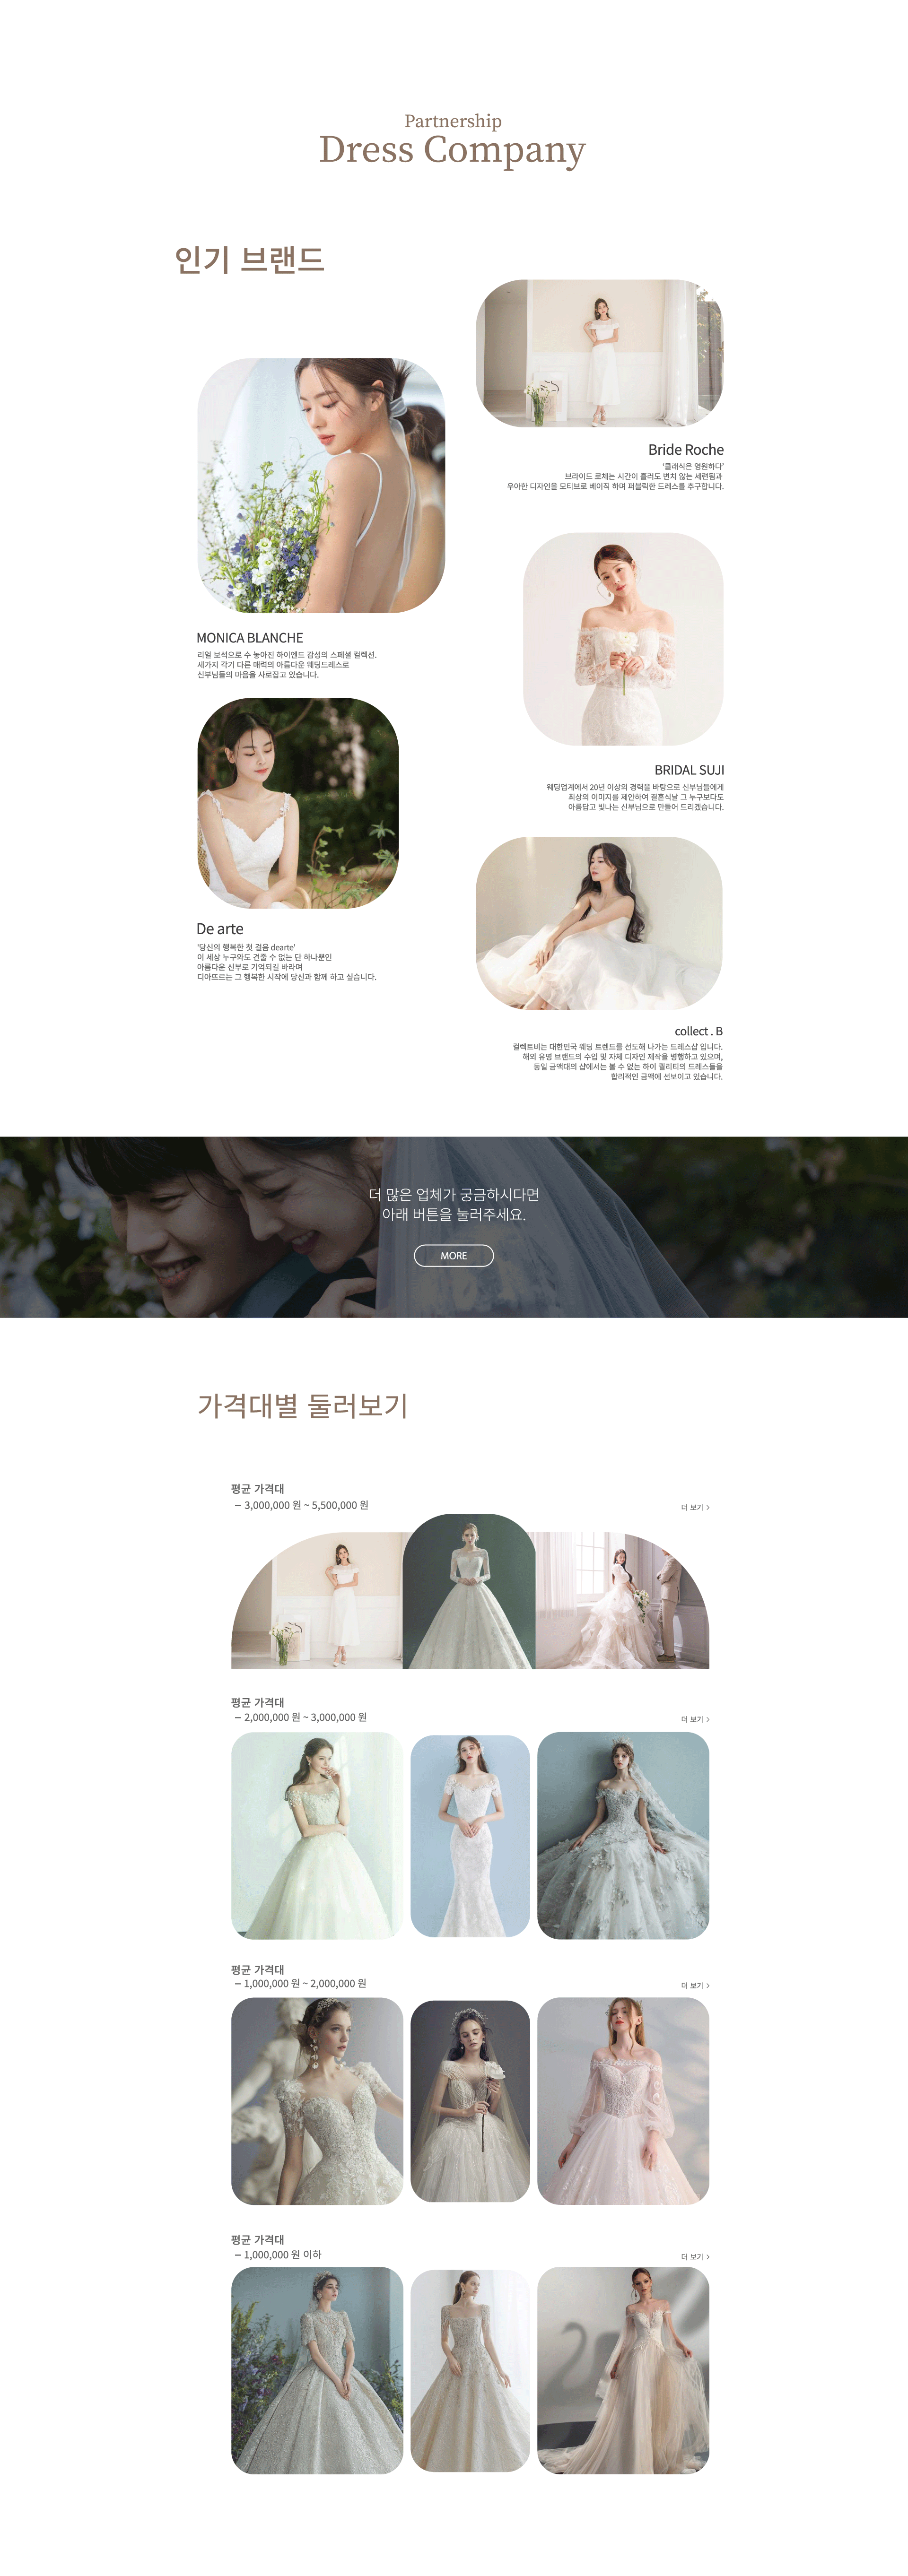 Partnership
Dress Company
인기 브랜드
Bride Roche
'클래식은 영원하다'
브라이드 로체는 시간이 흘러도 변치 않는 세련됨과
우아한 디자인을 모티브로 베이직 하며 퍼블릭한 드레스를 추구합니다.
MONICA BLANCHE
리얼 보석으로 수 놓아진 하이엔드 감성의 스페셜 컬렉션.
세가지 각기 다른 매력의 아름다운 웨딩드레스로
신부님들의 마음을 사로잡고 있습니다.
BRIDAL SUJI
웨딩업계에서 20년 이상의 경력을 바탕으로 신부님들에게
최상의 이미지를 제안하여 결혼식날 그 누구보다도
아름답고 빛나는 신부님으로 만들어 드리겠습니다.
De arte
'당신의 행복한 첫 걸음 dearte'
이 세상 누구와도 견줄 수 없는 단 하나뿐인
아름다운 신부로 기억되길 바라며
디아뜨르는 그 행복한 시작에 당신과 함께 하고 싶습니다.
collect . B
컬렉트비는 대한민국 웨딩 트렌드를 선도해 나가는 드레스샵 입니다.
해외 유명 브랜드의 수입 및 자체 디자인 제작을 병행하고 있으며,
동일 금액대의 샵에서는 볼 수 없는 하이 퀄리티의 드레스들을
합리적인 금액에 선보이고 있습니다.
더 많은 업체가 궁금하시다면
아래 버튼을 눌러주세요.
MORE
가격대별 둘러보기
평균 가격대
– 3,000,000 원 ~ 5,500,000 원
더 보기 >
평균 가격대
– 2,000,000 원 ~ 3,000,000 원
더 보기 >
평균 가격대
– 1,000,000 원 ~ 2,000,000 원
더 보기 >
평균 가격대
– 1,000,000 원 이하
더 보기 >